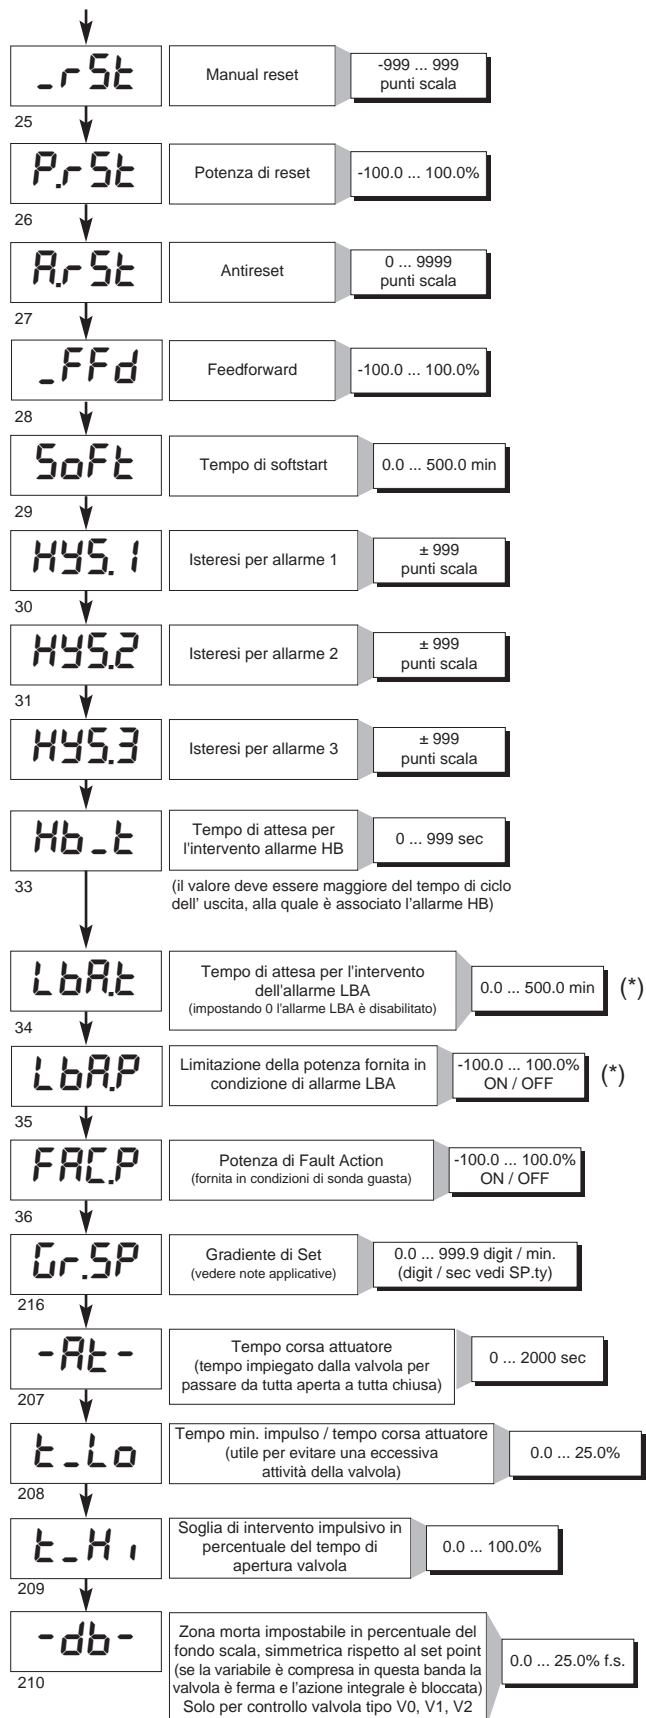 _rSt
Manual reset
-999 ... 999
punti scala
25
P.rSt
Potenza di reset
-100.0 ... 100.0%
26
A.rSt
Antireset
0 ... 9999
punti scala
27
_FFd
Feedforward
-100.0 ... 100.0%
28
SoFt
Tempo di softstart
0.0 ... 500.0 min
29
HYS.1
Isteresi per allarme 1
± 999
punti scala
30
HYS.2
Isteresi per allarme 2
± 999
punti scala
31
HYS.3
Isteresi per allarme 3
± 999
punti scala
Hb_t
Tempo di attesa per
l'intervento allarme HB
0 ... 999 sec
33
(il valore deve essere maggiore del tempo di ciclo
dell' uscita, alla quale è associato l'allarme HB)
LbA.t
Tempo di attesa per l'intervento
dell'allarme LBA
(impostando 0 l'allarme LBA è disabilitato)
0.0 ... 500.0 min
(*)
34
LbA.P
Limitazione della potenza fornita in
condizione di allarme LBA
-100.0 ... 100.0%
ON / OFF
(*)
35
FAC.P
Potenza di Fault Action
(fornita in condizioni di sonda guasta)
-100.0 ... 100.0%
ON / OFF
36
Gr.SP
Gradiente di Set
(vedere note applicative)
0.0 ... 999.9 digit / min.
(digit / sec vedi SP.ty)
216
-At-
Tempo corsa attuatore
(tempo impiegato dalla valvola per
passare da tutta aperta a tutta chiusa)
0 ... 2000 sec
207
t_Lo
Tempo min. impulso / tempo corsa attuatore
(utile per evitare una eccessiva
attività della valvola)
0.0 ... 25.0%
208
t_Hi
Soglia di intervento impulsivo in
percentuale del tempo di
apertura valvola
0.0 ... 100.0%
209
-db-
Zona morta impostabile in percentuale del
fondo scala, simmetrica rispetto al set point
(se la variabile è compresa in questa banda la
valvola è ferma e l'azione integrale è bloccata)
Solo per controllo valvola tipo V0, V1, V2
0.0 ... 25.0% f.s.
210